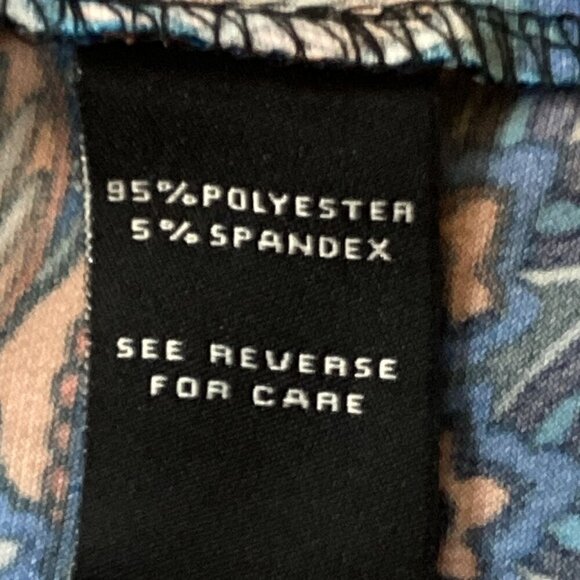 95%POLYESTER
5%SPANDEX
SEE REVERSE
FOR CARE